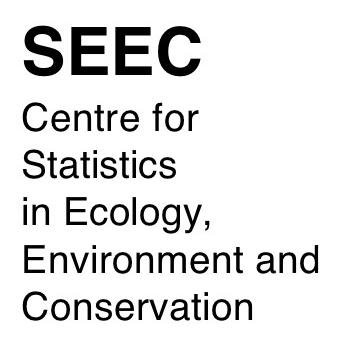 SEEC
Centre for
Statistics
in Ecology,
Environment and
Conservation